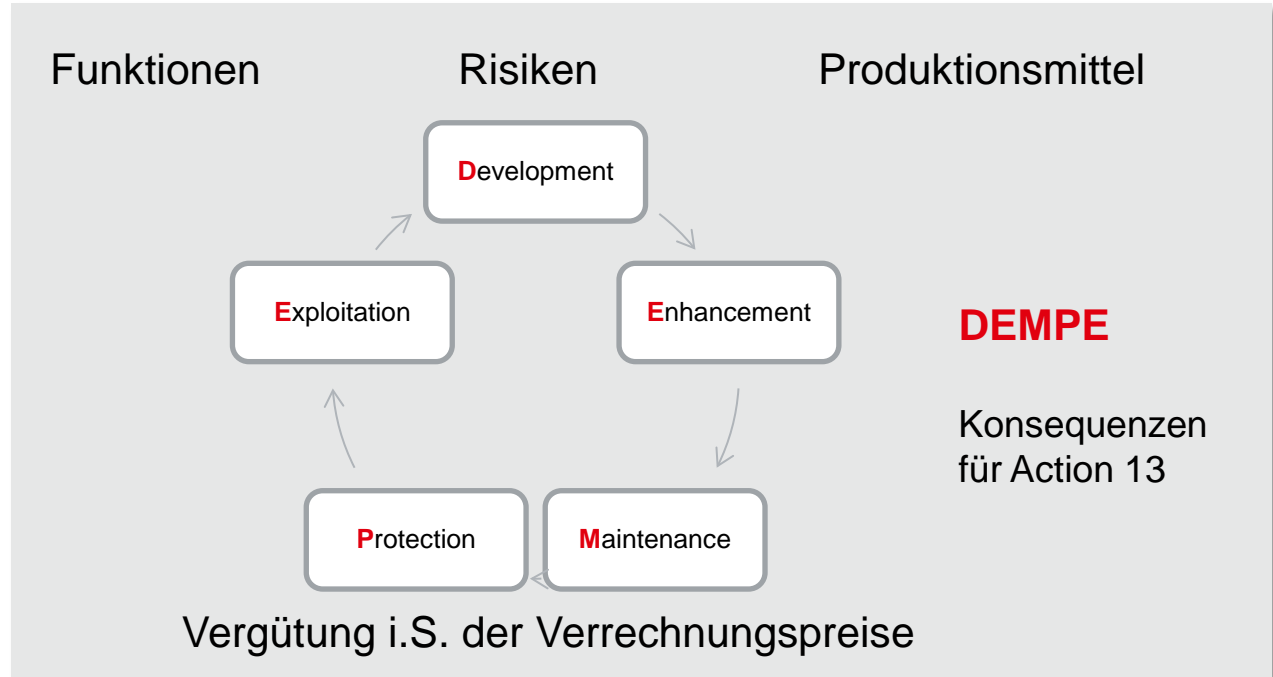 Funktionen Risiken Produktionsmittel
Development
Exploitation Enhancement
DEMPE
Konsequenzen
für Action 13
Protection Maintenance
Vergütung i.S. der Verrechnungspreise